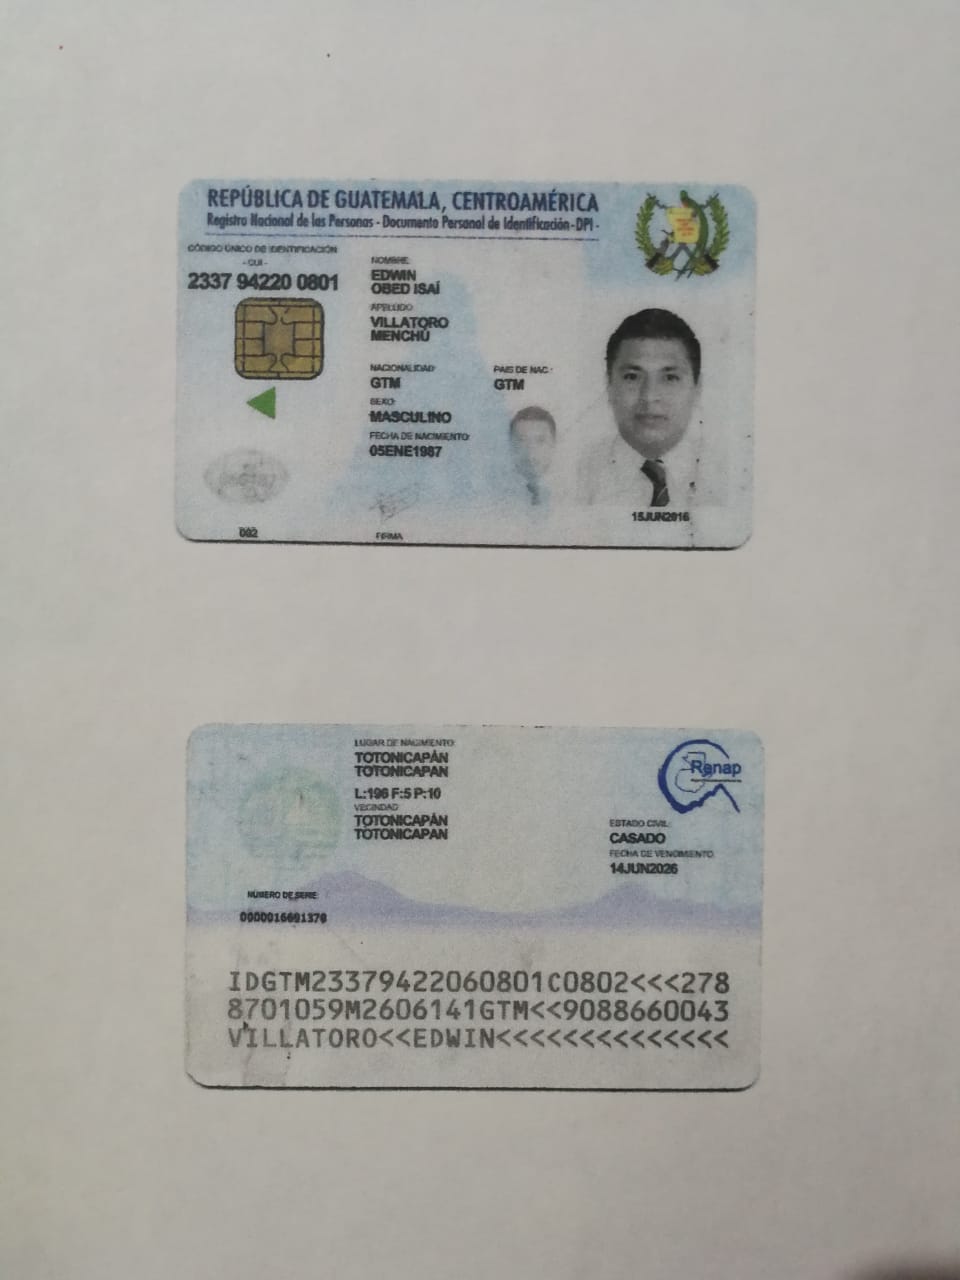 REPÚBLICA DE GUATEMALA, CENTROAMÉRICA
Registro Nacional de las Personas - Documento Personal de Identificación -DPI -
CÓDIGO ÚNICO DE IDENTIFICACIÓN
- CUI -
2337 94220 0801
NOMBRE:
EDWIN
OBED ISAÍ
APELLIDO:
VILLATORO
MENCHÚ
NACIONALIDAD:
GTM
PAIS DE NAC.:
GTM
SEXO:
MASCULINO
FECHA DE NACIMIENTO:
05ENE1987
15JUN2016
002
FIRMA
LUGAR DE NACIMIENTO:
TOTONICAPÁN
TOTONICAPAN
L:196 F:5 P:10
VECINDAD:
TOTONICAPÁN
TOTONICAPAN
Renap
ESTADO CIVIL:
CASADO
FECHA DE VENCIMIENTO:
14JUN2026
NÚMERO DE SERIE:
IDGTM23379422060801C0802<<<278
8701059M2606141GTM<<9088660043
VILLATORO<<EDWIN<<<<<<<<<<<<<<